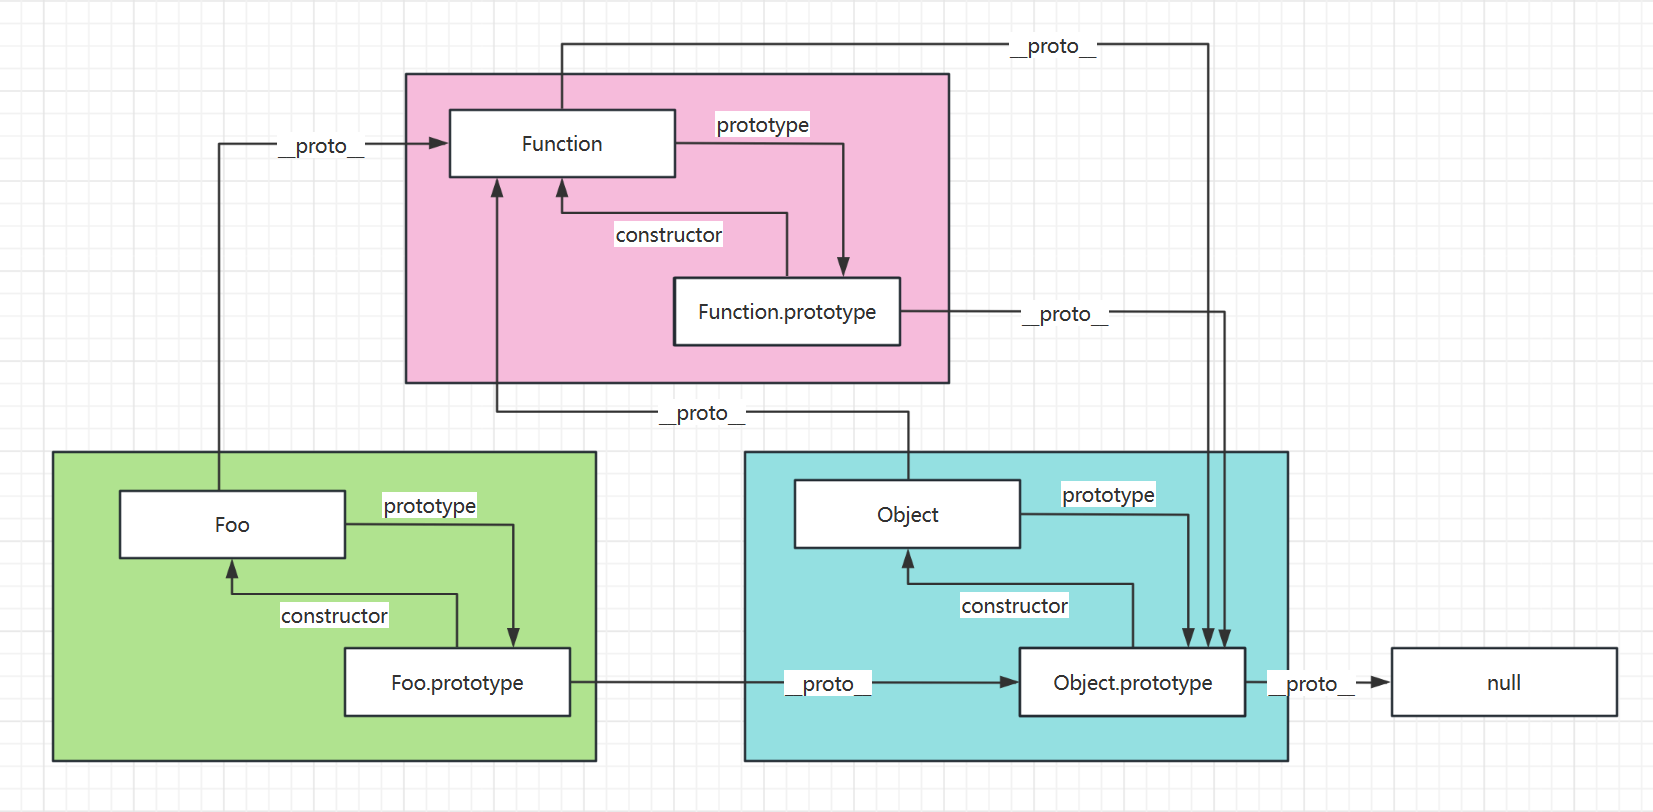 __proto__
prototype
Function
__proto__
constructor
Function.prototype
__proto__
__proto__
prototype
prototype
Foo
Object
constructor
constructor
Foo.prototype
__proto__
Object.prototype
__proto__
null